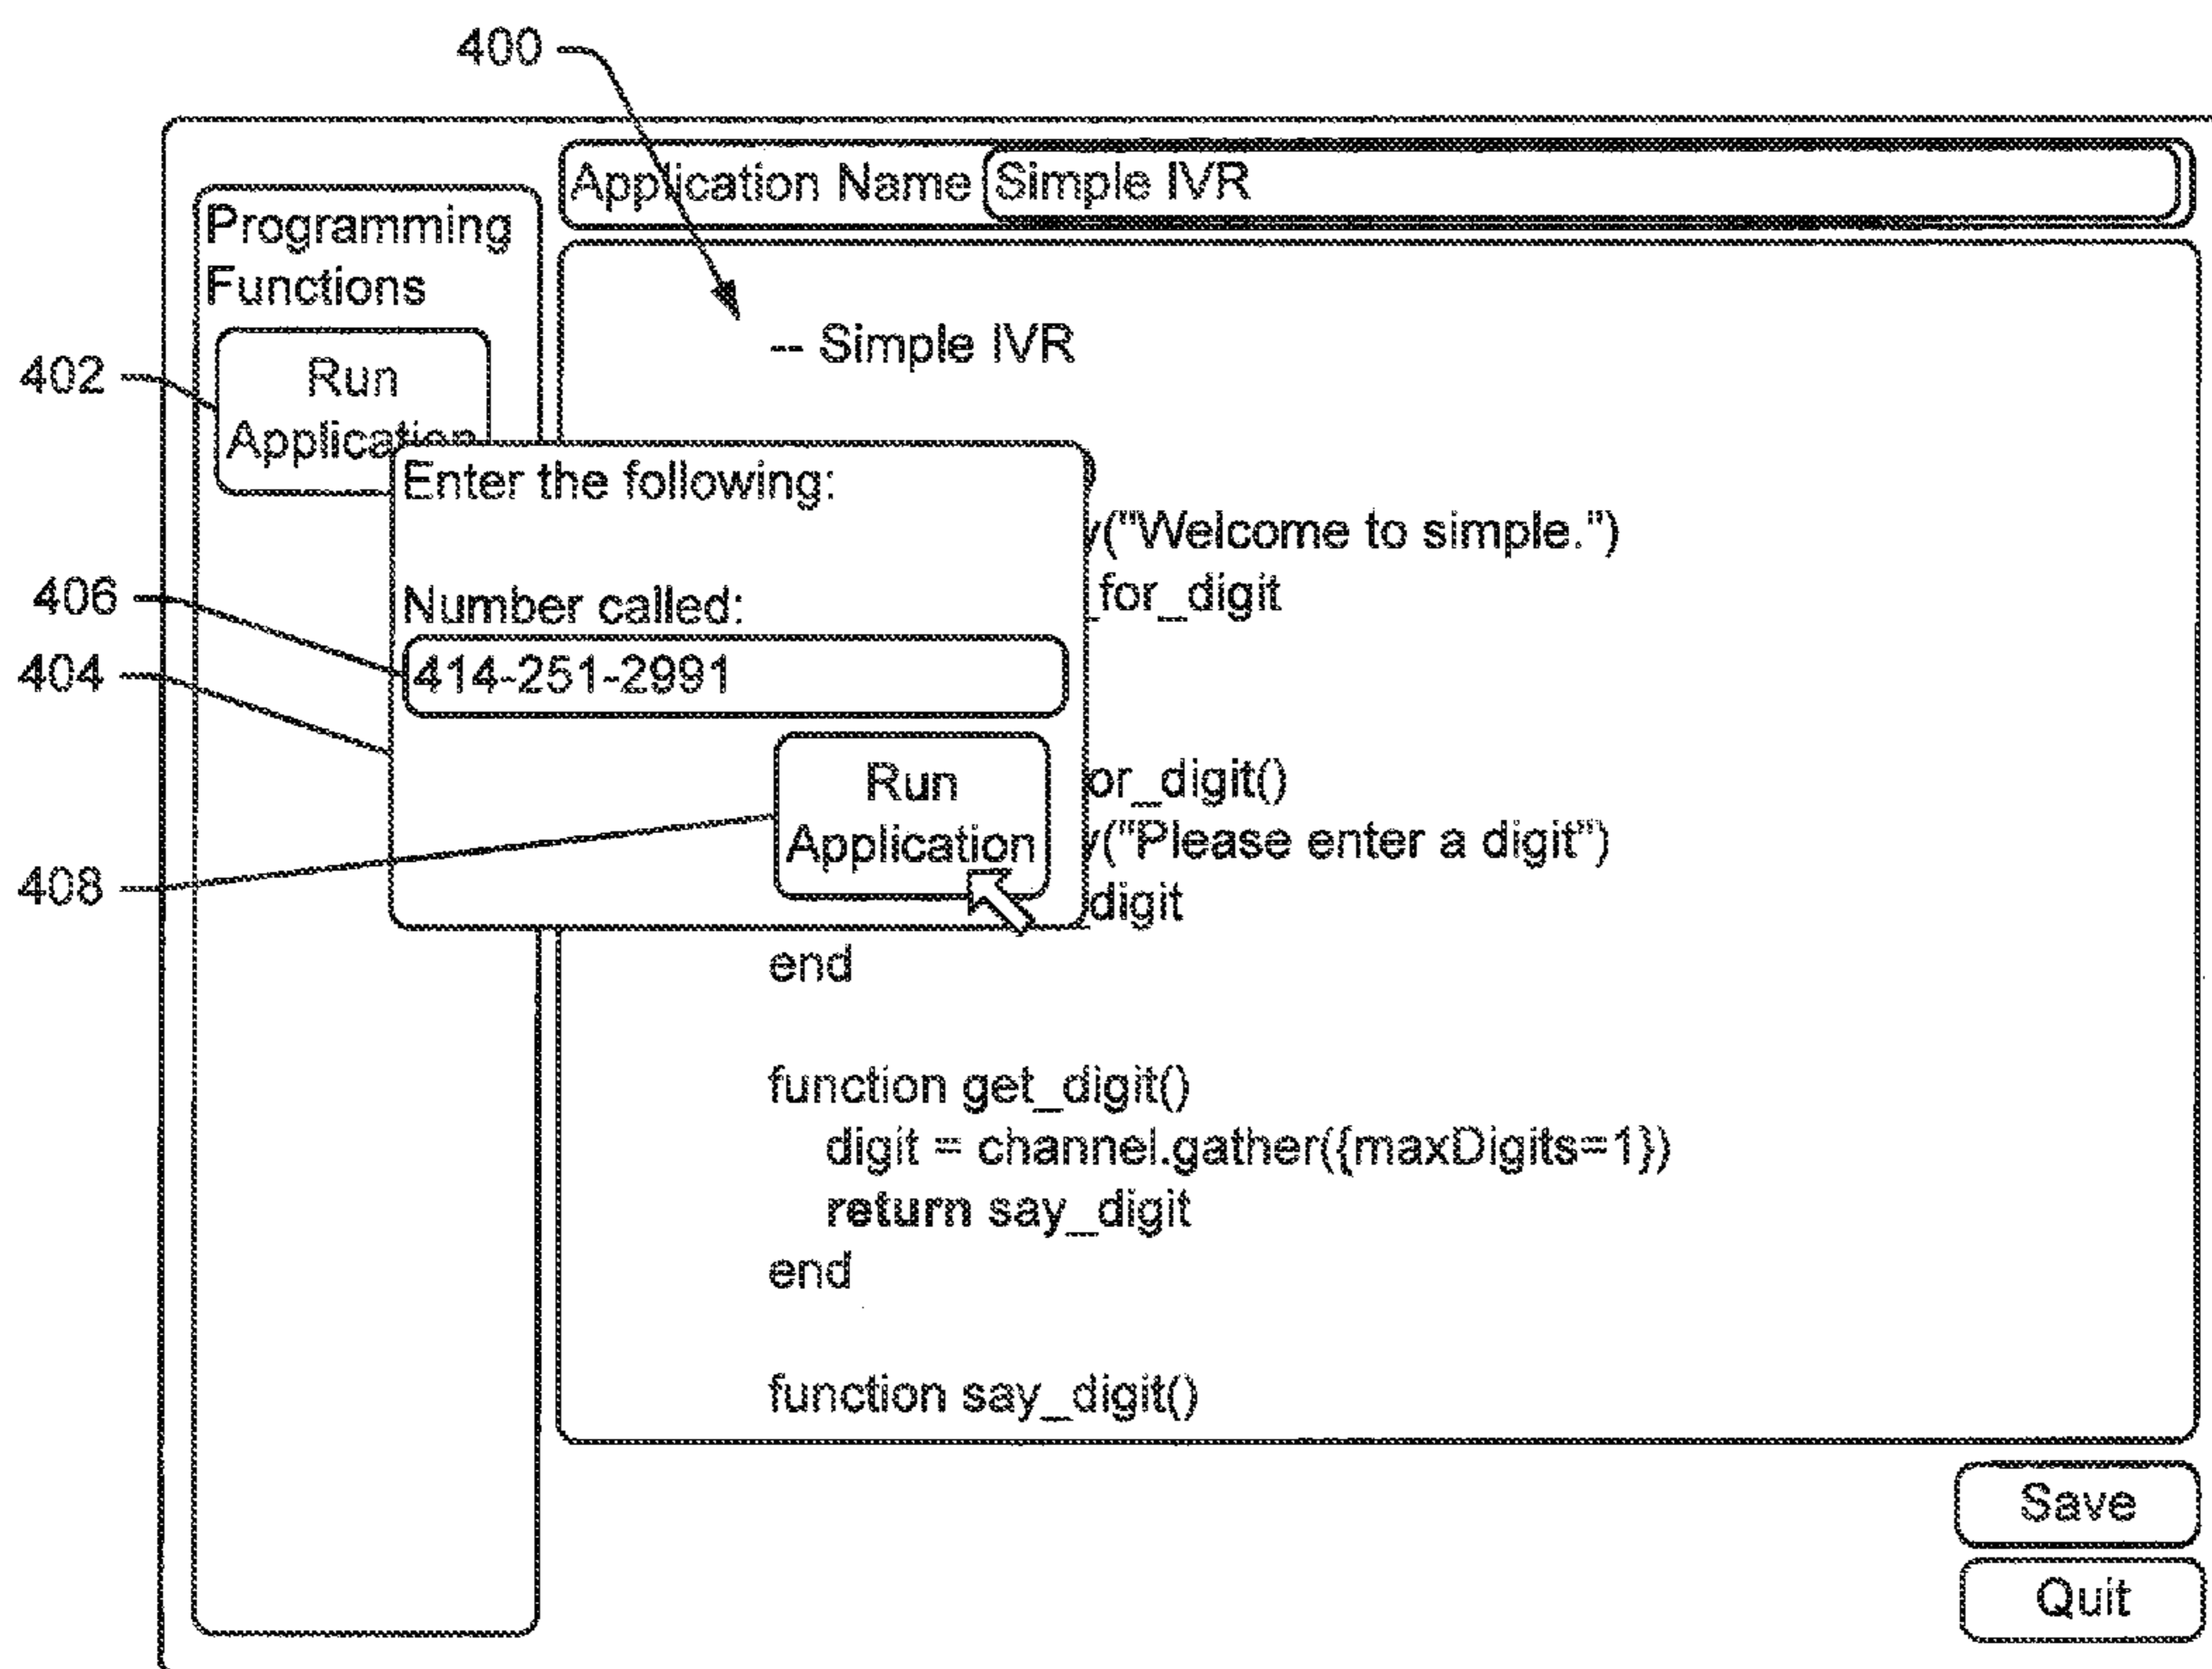 400
Application Name Simple IVR
Programming
Functions
-- Simple IVR
402
Run
Application
Enter the following:
)
y("Welcome to simple.")
406
Number called:
_for_digit
404
414-251-2991
Run
or_digit()
Application
y("Please enter a digit")
408
digit
end
function get_digit()
digit = channel.gather({maxDigits=1})
return say_digit
end
function say_digit()
Save
Quit